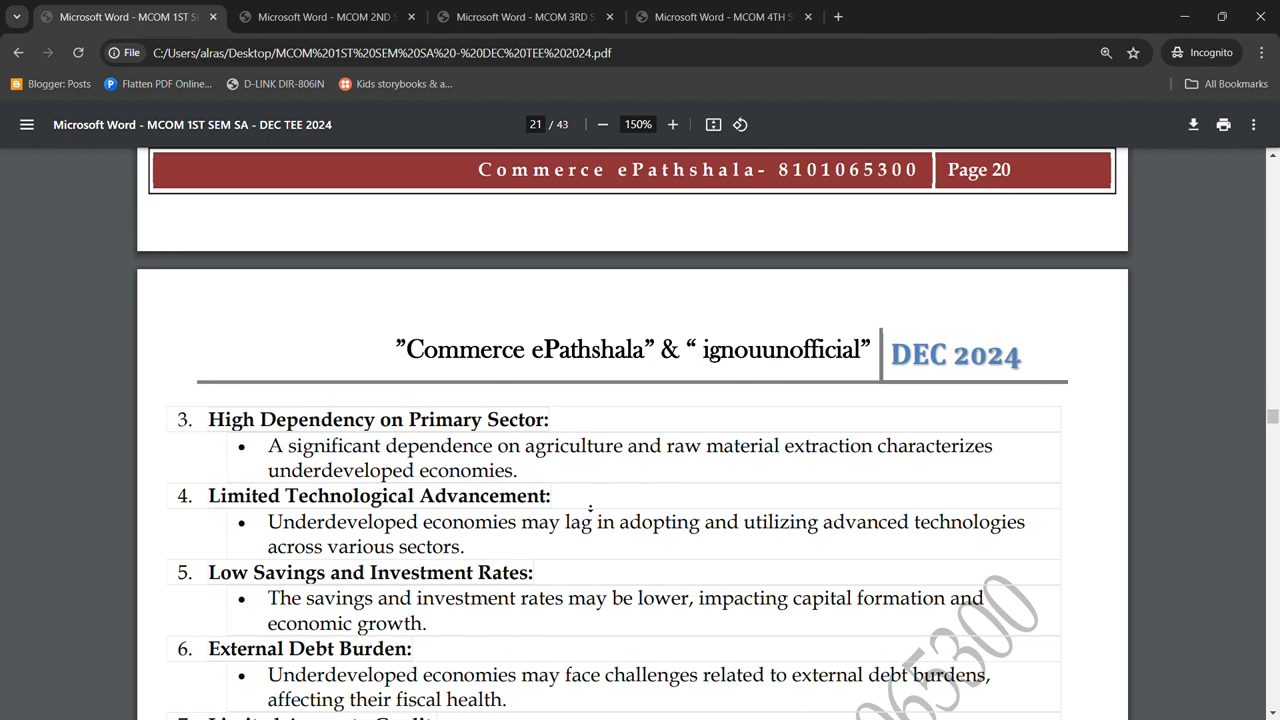 Microsoft Word - MCOM 1ST S
Microsoft Word - MCOM 2ND S
Microsoft Word - MCOM 3RD S
Microsoft Word - MCOM 4TH S
File C:/Users/alras/Desktop/MCOM%201ST%20SEM%20SA%20-%20DEC%20TEE%202024.pdf
Incognito
Blogger: Posts
Flatten PDF Online...
D-LINK DIR-806IN
Kids storybooks & a...
All Bookmarks
Microsoft Word - MCOM 1ST SEM SA - DEC TEE 2024
21 / 43
150%
Commerce ePathshala- 8101065300 Page 20
”Commerce ePathshala” & “ ignouunofficial” DEC 2024
3. High Dependency on Primary Sector:
• A significant dependence on agriculture and raw material extraction characterizes
underdeveloped economies.
4. Limited Technological Advancement:
• Underdeveloped economies may lag in adopting and utilizing advanced technologies
across various sectors.
5. Low Savings and Investment Rates:
• The savings and investment rates may be lower, impacting capital formation and
economic growth.
6. External Debt Burden:
• Underdeveloped economies may face challenges related to external debt burdens,
affecting their fiscal health.
065300